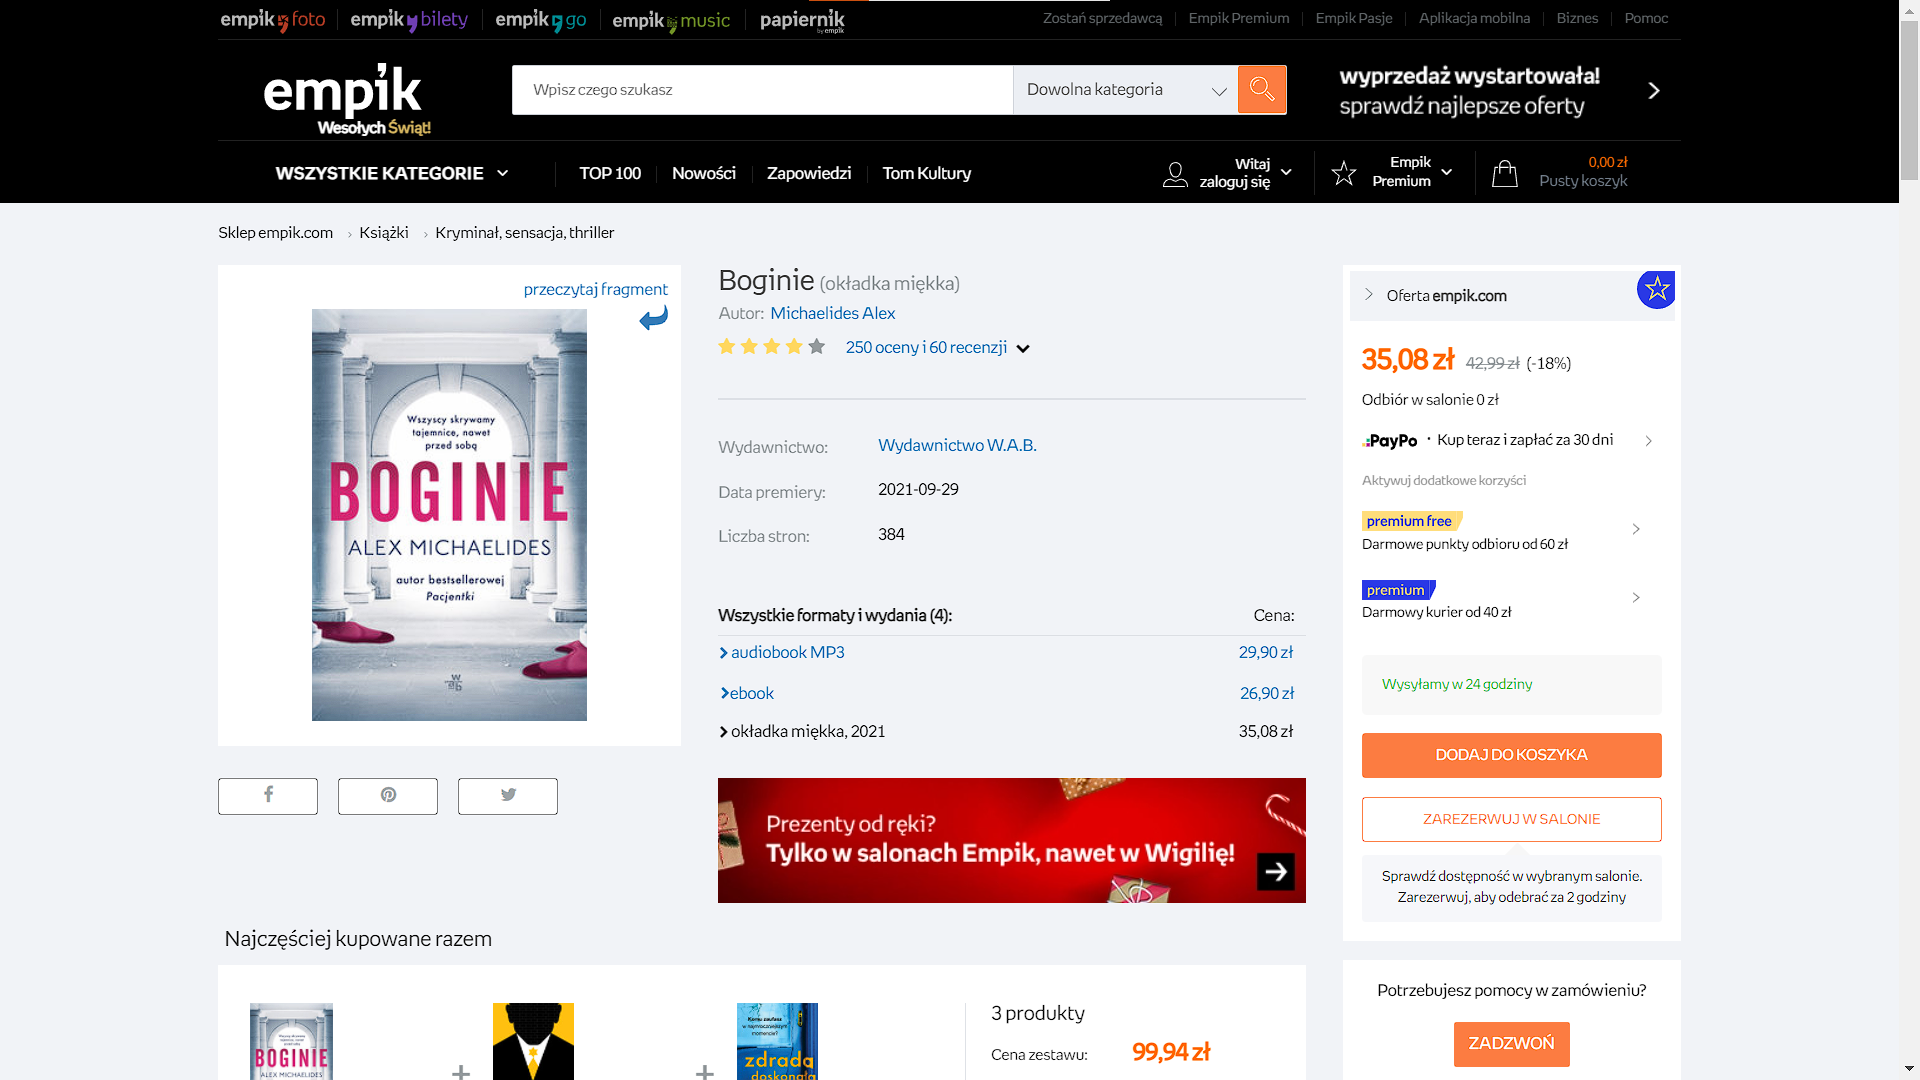 empik foto
empik bilety
empik go
empik music
papiernik
by empik
Zostań sprzedawcą
Empik Premium
Empik Pasje
Aplikacja mobilna
Biznes
Pomoc
empik
Wesołych Świąt!
Wpisz czego szukasz
Dowolna kategoria
wyprzedaż wystartowała!
sprawdź najlepsze oferty
WSZYSTKIE KATEGORIE
TOP 100
Nowości
Zapowiedzi
Tom Kultury
Witaj
zaloguj się
Empik
Premium
0,00 zł
Pusty koszyk
Sklep empik.com
Książki
Kryminał, sensacja, thriller
przeczytaj fragment
Wszyscy skrywamy
tajemnice, nawet
przed sobą
BOGINIE
ALEX MICHAELIDES
autor bestsellerowej
Pacjentki
Boginie (okładka miękka)
Autor: Michaelides Alex
250 oceny i 60 recenzji
Wydawnictwo: Wydawnictwo W.A.B.
Data premiery: 2021-09-29
Liczba stron: 384
Wszystkie formaty i wydania (4): Cena:
audiobook MP3 29,90 zł
ebook 26,90 zł
okładka miękka, 2021 35,08 zł
Prezenty od ręki?
Tylko w salonach Empik, nawet w Wigilię!
Oferta empik.com
35,08 zł 42,99 zł (-18%)
Odbiór w salonie 0 zł
PayPo · Kup teraz i zapłać za 30 dni
Aktywuj dodatkowe korzyści
premium free
Darmowe punkty odbioru od 60 zł
premium
Darmowy kurier od 40 zł
Wysyłamy w 24 godziny
DODAJ DO KOSZYKA
ZAREZERWUJ W SALONIE
Sprawdź dostępność w wybranym salonie.
Zarezerwuj, aby odebrać za 2 godziny
Najczęściej kupowane razem
BOGINIE
ALEX MICHAELIDES
+
+
Komu zaufasz
w najmroczniejszym
momencie?
zdrada
doskonała
3 produkty
Cena zestawu: 99,94 zł
Potrzebujesz pomocy w zamówieniu?
ZADZWOŃ